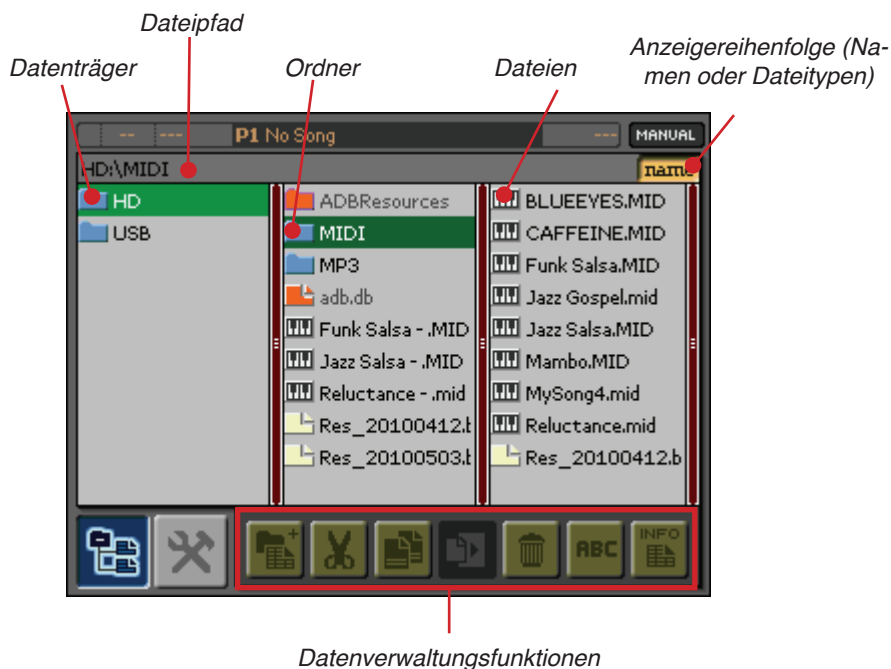 Dateipfad
Datenträger
Ordner
Dateien
Anzeigereihenfolge (Na-
men oder Dateitypen)
-- --- P1 No Song --- MANUAL
HD:\MIDI name
HD
USB
ADBResources
MIDI
MP3
adb.db
Funk Salsa - .MID
Jazz Salsa - .MID
Reluctance - .mid
Res_20100412.b
Res_20100503.b
BLUEEYES.MID
CAFFEINE.MID
Funk Salsa.MID
Jazz Gospel.mid
Jazz Salsa.MID
Mambo.MID
MySong4.mid
Reluctance.mid
Res_20100412.b
ABC
INFO
Datenverwaltungsfunktionen